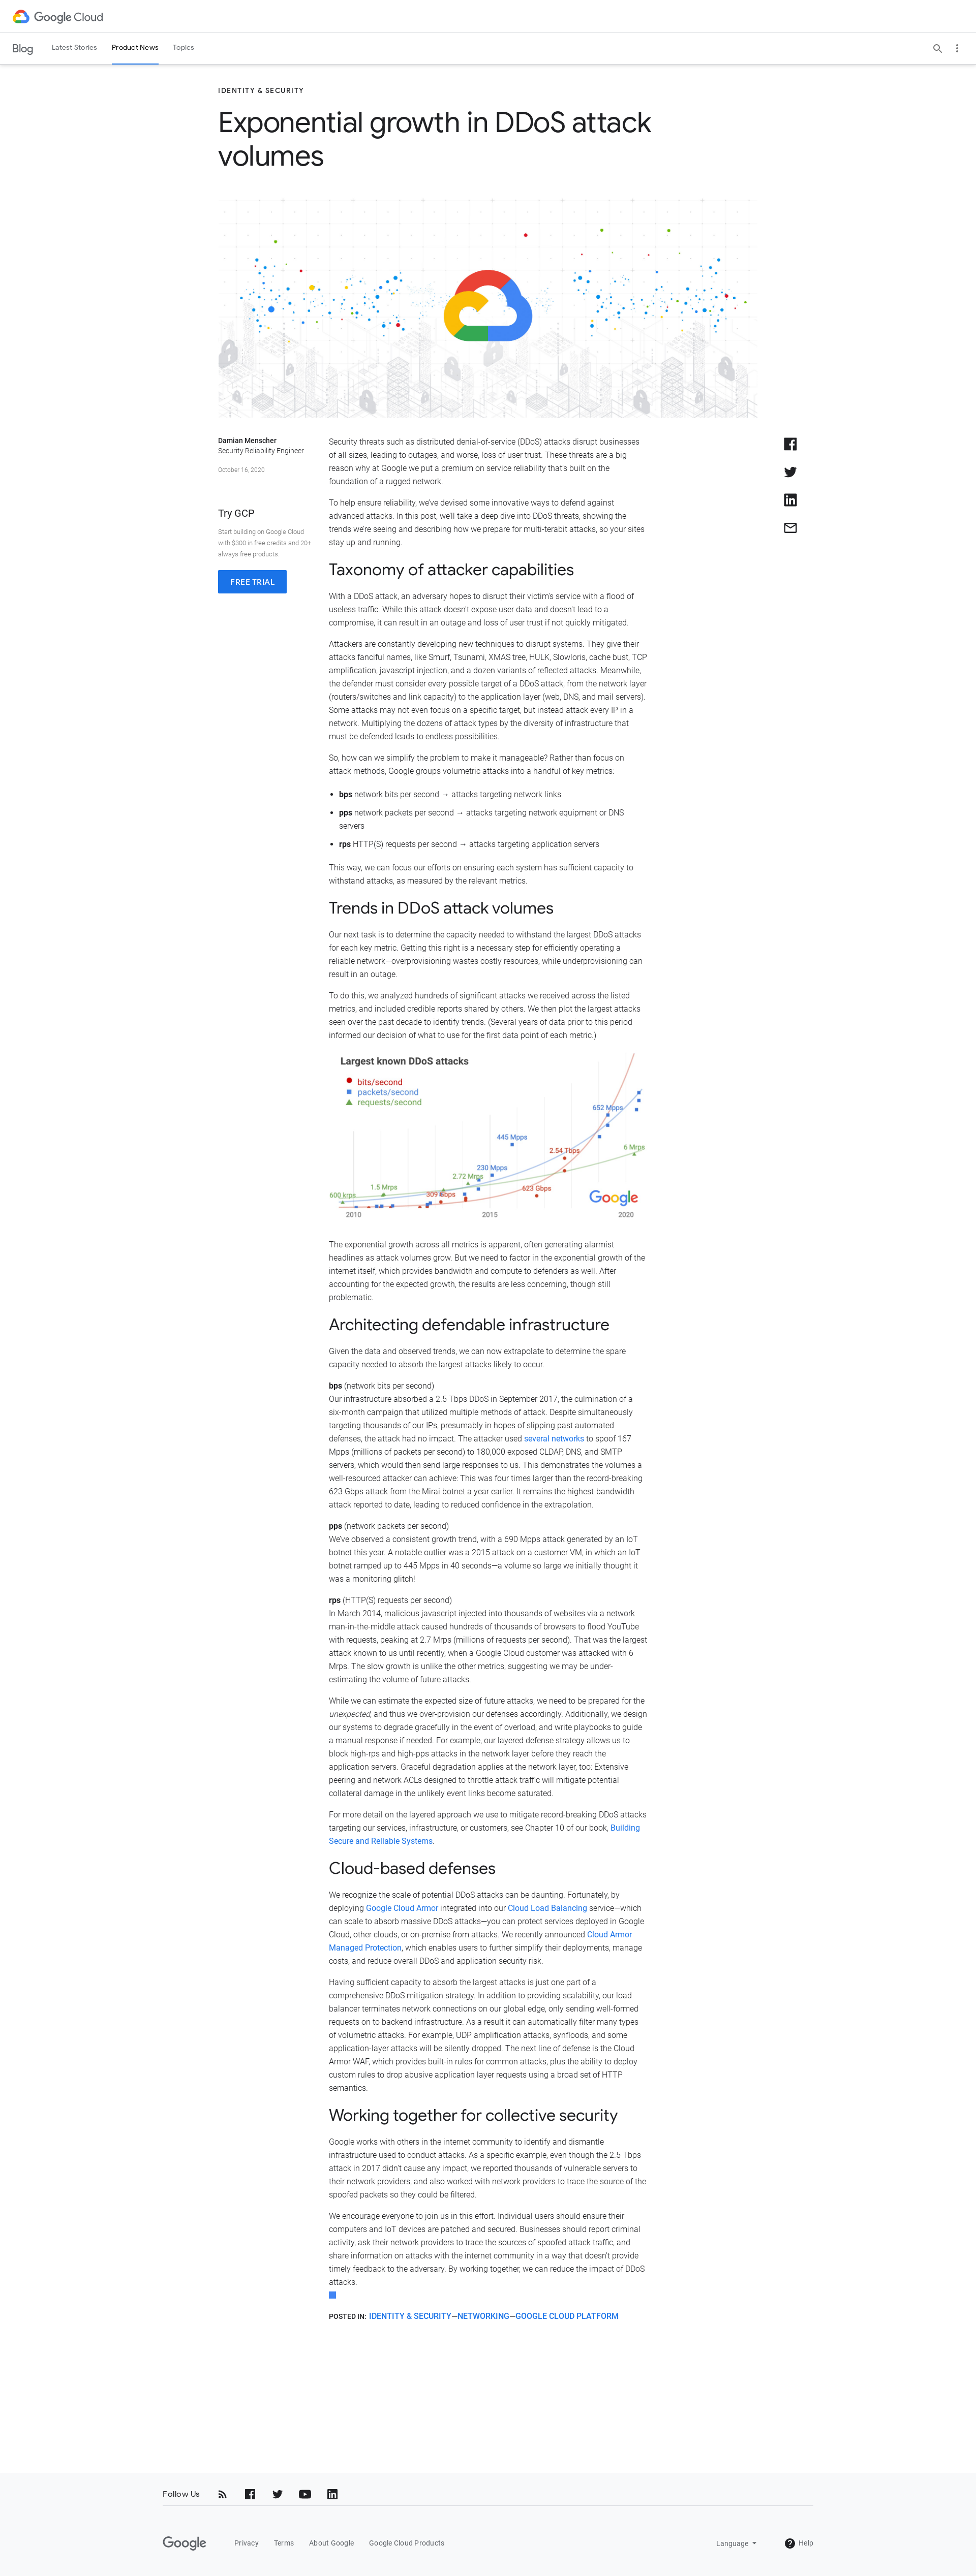 Google Cloud
Blog
Latest Stories
Product News
Topics
IDENTITY & SECURITY
Exponential growth in DDoS attack
volumes
Damian Menscher
Security Reliability Engineer
October 16, 2020
Try GCP
Start building on Google Cloud
with $300 in free credits and 20+
always free products.
FREE TRIAL
Security threats such as distributed denial-of-service (DDoS) attacks disrupt businesses
of all sizes, leading to outages, and worse, loss of user trust. These threats are a big
reason why at Google we put a premium on service reliability that's built on the
foundation of a rugged network.
To help ensure reliability, we've devised some innovative ways to defend against
advanced attacks. In this post, we'll take a deep dive into DDoS threats, showing the
trends we're seeing and describing how we prepare for multi-terabit attacks, so your sites
stay up and running.
Taxonomy of attacker capabilities
With a DDoS attack, an adversary hopes to disrupt their victim's service with a flood of
useless traffic. While this attack doesn't expose user data and doesn't lead to a
compromise, it can result in an outage and loss of user trust if not quickly mitigated.
Attackers are constantly developing new techniques to disrupt systems. They give their
attacks fanciful names, like Smurf, Tsunami, XMAS tree, HULK, Slowloris, cache bust, TCP
amplification, javascript injection, and a dozen variants of reflected attacks. Meanwhile,
the defender must consider every possible target of a DDoS attack, from the network layer
(routers/switches and link capacity) to the application layer (web, DNS, and mail servers).
Some attacks may not even focus on a specific target, but instead attack every IP in a
network. Multiplying the dozens of attack types by the diversity of infrastructure that
must be defended leads to endless possibilities.
So, how can we simplify the problem to make it manageable? Rather than focus on
attack methods, Google groups volumetric attacks into a handful of key metrics:
• bps network bits per second → attacks targeting network links
• pps network packets per second → attacks targeting network equipment or DNS
servers
• rps HTTP(S) requests per second → attacks targeting application servers
This way, we can focus our efforts on ensuring each system has sufficient capacity to
withstand attacks, as measured by the relevant metrics.
Trends in DDoS attack volumes
Our next task is to determine the capacity needed to withstand the largest DDoS attacks
for each key metric. Getting this right is a necessary step for efficiently operating a
reliable network—overprovisioning wastes costly resources, while underprovisioning can
result in an outage.
To do this, we analyzed hundreds of significant attacks we received across the listed
metrics, and included credible reports shared by others. We then plot the largest attacks
seen over the past decade to identify trends. (Several years of data prior to this period
informed our decision of what to use for the first data point of each metric.)
Largest known DDoS attacks
bits/second
packets/second
requests/second
652 Mpps
445 Mpps
2.54 Tbps
6 Mrps
230 Mpps
2.72 Mrps
1.5 Mrps
623 Gbps
600 krps
309 Gbps
Google
2010
2015
2020
The exponential growth across all metrics is apparent, often generating alarmist
headlines as attack volumes grow. But we need to factor in the exponential growth of the
internet itself, which provides bandwidth and compute to defenders as well. After
accounting for the expected growth, the results are less concerning, though still
problematic.
Architecting defendable infrastructure
Given the data and observed trends, we can now extrapolate to determine the spare
capacity needed to absorb the largest attacks likely to occur.
bps (network bits per second)
Our infrastructure absorbed a 2.5 Tbps DDoS in September 2017, the culmination of a
six-month campaign that utilized multiple methods of attack. Despite simultaneously
targeting thousands of our IPs, presumably in hopes of slipping past automated
defenses, the attack had no impact. The attacker used several networks to spoof 167
Mpps (millions of packets per second) to 180,000 exposed CLDAP, DNS, and SMTP
servers, which would then send large responses to us. This demonstrates the volumes a
well-resourced attacker can achieve: This was four times larger than the record-breaking
623 Gbps attack from the Mirai botnet a year earlier. It remains the highest-bandwidth
attack reported to date, leading to reduced confidence in the extrapolation.
pps (network packets per second)
We've observed a consistent growth trend, with a 690 Mpps attack generated by an IoT
botnet this year. A notable outlier was a 2015 attack on a customer VM, in which an IoT
botnet ramped up to 445 Mpps in 40 seconds—a volume so large we initially thought it
was a monitoring glitch!
rps (HTTP(S) requests per second)
In March 2014, malicious javascript injected into thousands of websites via a network
man-in-the-middle attack caused hundreds of thousands of browsers to flood YouTube
with requests, peaking at 2.7 Mrps (millions of requests per second). That was the largest
attack known to us until recently, when a Google Cloud customer was attacked with 6
Mrps. The slow growth is unlike the other metrics, suggesting we may be under-
estimating the volume of future attacks.
While we can estimate the expected size of future attacks, we need to be prepared for the
unexpected, and thus we over-provision our defenses accordingly. Additionally, we design
our systems to degrade gracefully in the event of overload, and write playbooks to guide
a manual response if needed. For example, our layered defense strategy allows us to
block high-rps and high-pps attacks in the network layer before they reach the
application servers. Graceful degradation applies at the network layer, too: Extensive
peering and network ACLs designed to throttle attack traffic will mitigate potential
collateral damage in the unlikely event links become saturated.
For more detail on the layered approach we use to mitigate record-breaking DDoS attacks
targeting our services, infrastructure, or customers, see Chapter 10 of our book, Building
Secure and Reliable Systems.
Cloud-based defenses
We recognize the scale of potential DDoS attacks can be daunting. Fortunately, by
deploying Google Cloud Armor integrated into our Cloud Load Balancing service—which
can scale to absorb massive DDoS attacks—you can protect services deployed in Google
Cloud, other clouds, or on-premise from attacks. We recently announced Cloud Armor
Managed Protection, which enables users to further simplify their deployments, manage
costs, and reduce overall DDoS and application security risk.
Having sufficient capacity to absorb the largest attacks is just one part of a
comprehensive DDoS mitigation strategy. In addition to providing scalability, our load
balancer terminates network connections on our global edge, only sending well-formed
requests on to backend infrastructure. As a result it can automatically filter many types
of volumetric attacks. For example, UDP amplification attacks, synfloods, and some
application-layer attacks will be silently dropped. The next line of defense is the Cloud
Armor WAF, which provides built-in rules for common attacks, plus the ability to deploy
custom rules to drop abusive application layer requests using a broad set of HTTP
semantics.
Working together for collective security
Google works with others in the internet community to identify and dismantle
infrastructure used to conduct attacks. As a specific example, even though the 2.5 Tbps
attack in 2017 didn't cause any impact, we reported thousands of vulnerable servers to
their network providers, and also worked with network providers to trace the source of the
spoofed packets so they could be filtered.
We encourage everyone to join us in this effort. Individual users should ensure their
computers and IoT devices are patched and secured. Businesses should report criminal
activity, ask their network providers to trace the sources of spoofed attack traffic, and
share information on attacks with the internet community in a way that doesn't provide
timely feedback to the adversary. By working together, we can reduce the impact of DDoS
attacks.
POSTED IN: IDENTITY & SECURITY—NETWORKING—GOOGLE CLOUD PLATFORM
Follow Us
Google
Privacy
Terms
About Google
Google Cloud Products
Language
Help